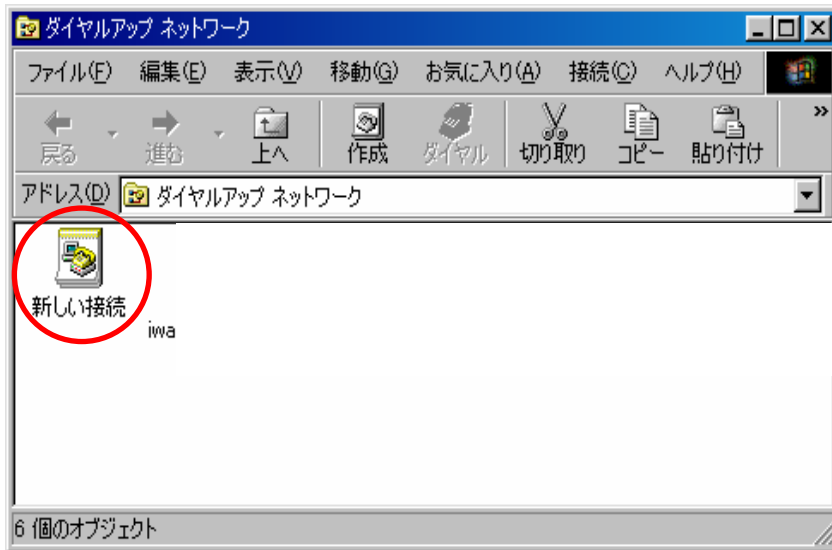 ダイヤルアップ ネットワーク
ファイル(F) 編集(E) 表示(V) 移動(G) お気に入り(A) 接続(C) ヘルプ(H)
戻る 進む 上へ 作成 ダイヤル 切り取り コピー 貼り付け »
アドレス(D) ダイヤルアップ ネットワーク
新しい接続
iwa
6 個のオブジェクト